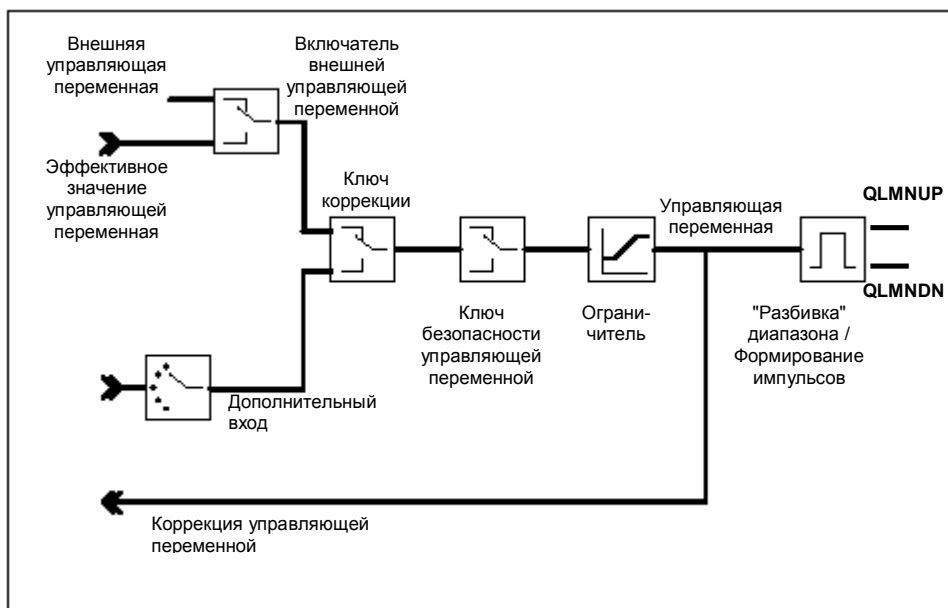 Внешняя
управляющая
переменная
Включатель
внешней
управляющей
переменной
Эффективное
значение
управляющей
переменная
Ключ
коррекции
Управляющая
переменная
QLMNUP
QLMNDN
Ключ
безопасности
управляющей
переменной
Ограни-
читель
"Разбивка"
диапазона /
Формирование
импульсов
Дополнительный
вход
Коррекция управляющей
переменной